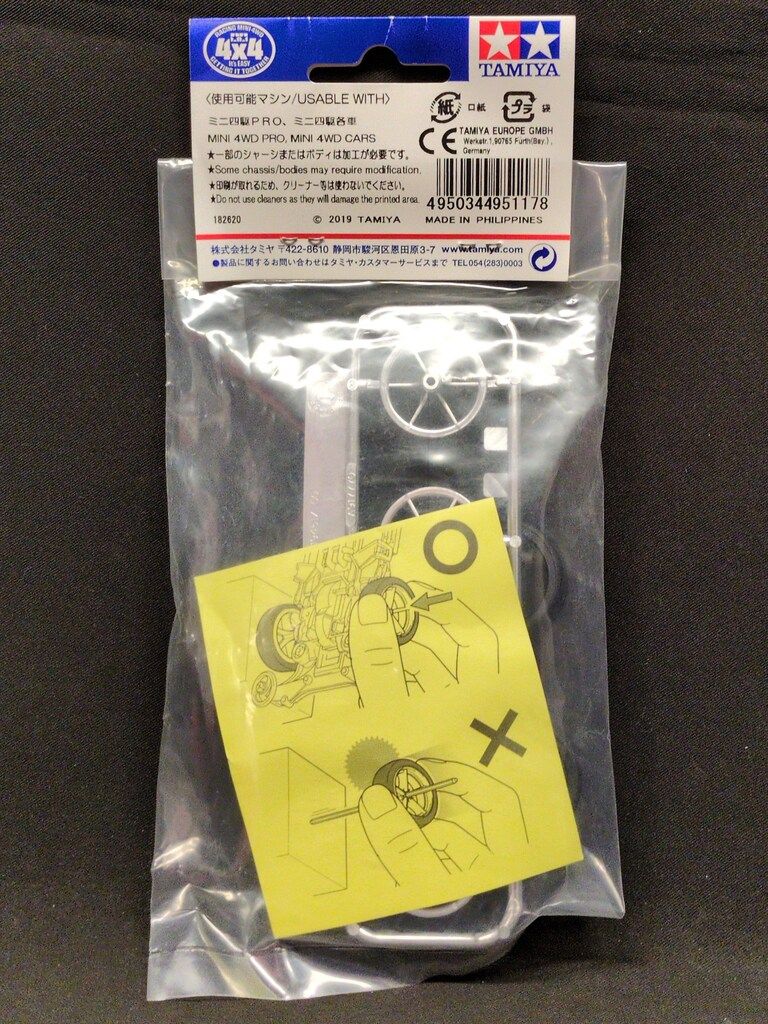 RACING MINI 4WD
4x4
It's EASY
GETTING IT TOGETHER
TAMIYA
〈使用可能マシン/USABLE WITH〉
ミニ四駆PRO、ミニ四駆各車
MINI 4WD PRO, MINI 4WD CARS
★一部のシャーシまたはボディは加工が必要です。
★Some chassis/bodies may require modification.
★印刷が取れるため、クリーナー等は使わないでください。
★Do not use cleaners as they will damage the printed area.
182620
© 2019 TAMIYA
紙 口紙
プラ 袋
CE
TAMIYA EUROPE GMBH
Werkstr.1,90765 Fürth(Bay.),
Germany
4950344951178
MADE IN PHILIPPINES
株式会社タミヤ 〒422-8610 静岡市駿河区恩田原3-7 www.tamiya.com
●製品に関するお問い合わせはタミヤ・カスタマーサービスまで TEL054(283)0003